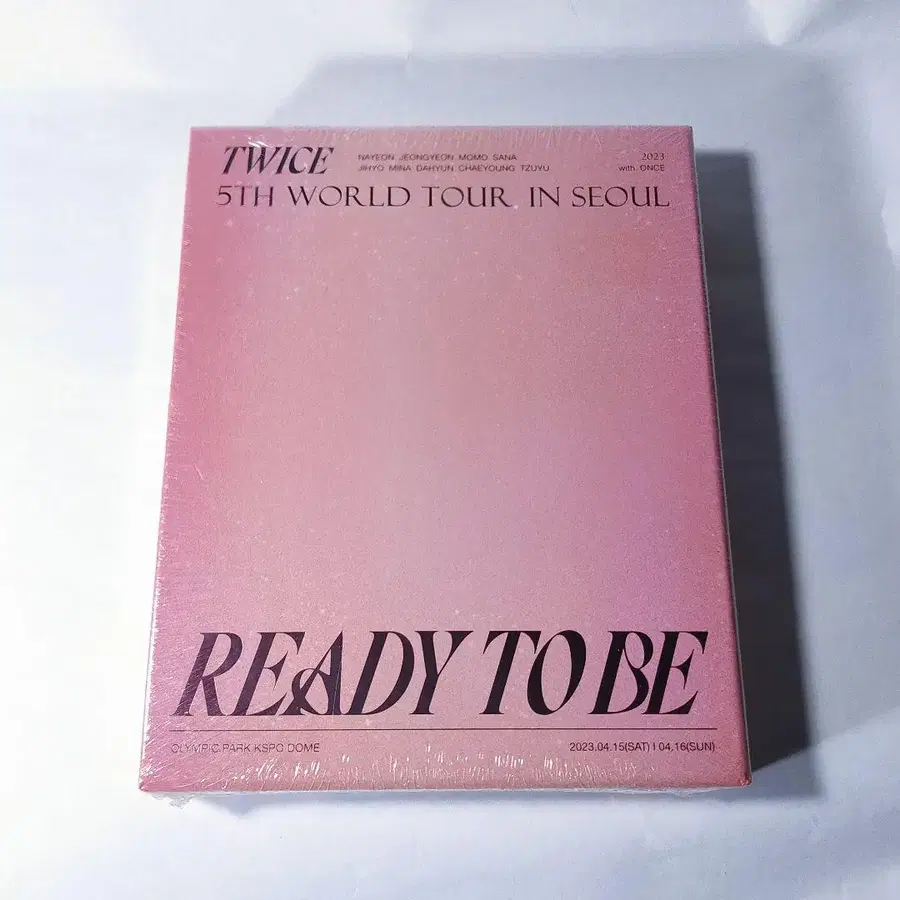 TWICE
NAYEON JEONGYEON MOMO SANA
JIHYO MINA DAHYUN CHAEYOUNG TZUYU
2023
with ONCE
5TH WORLD TOUR IN SEOUL
READY TO BE
OLYMPIC PARK KSPO DOME
2023.04.15(SAT) I 04.16(SUN)